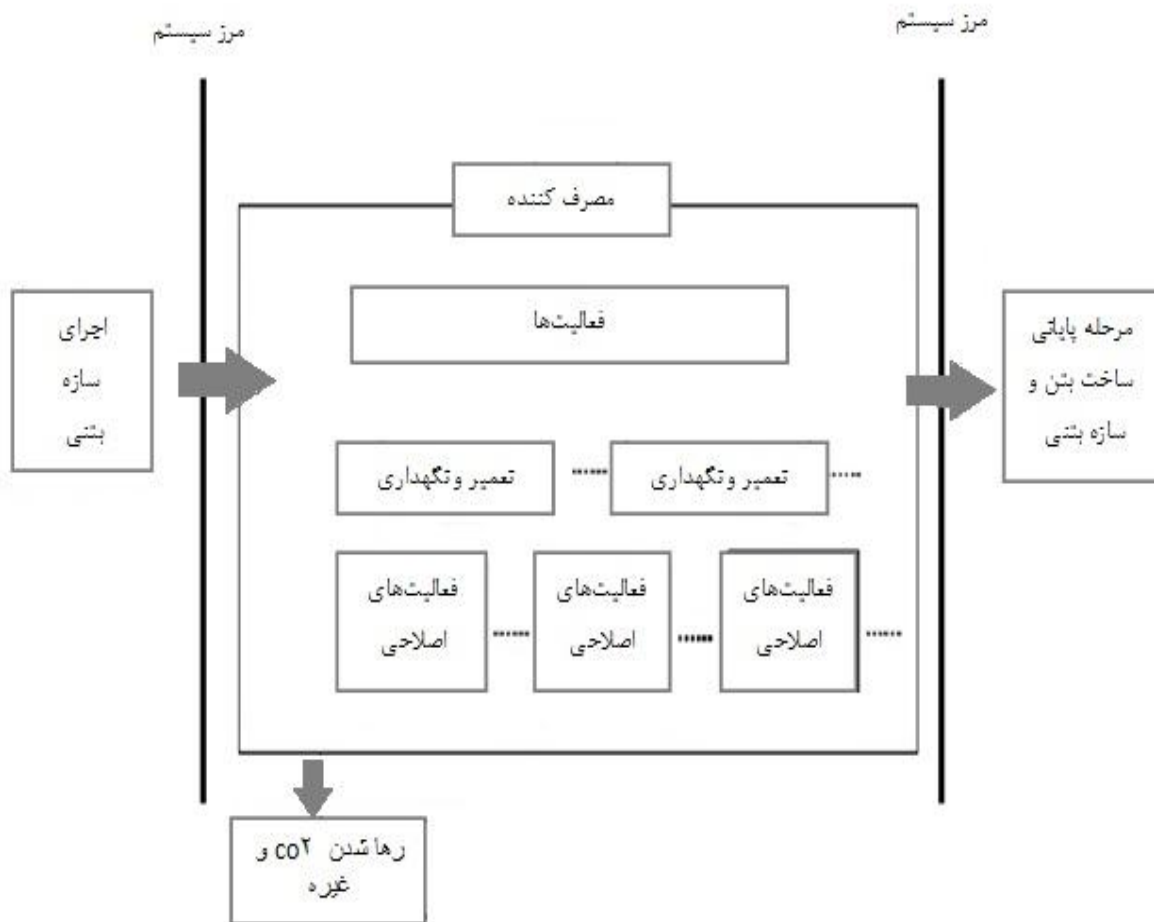 مرز سیستم
مرز سیستم
مصرف کننده
فعالیت‌ها
اجرای
سازه
بتنی
مرحله پایانی
ساخت بتن و
سازه بتنی
تعمیر و نگهداری
......
تعمیر و نگهداری
......
فعالیت‌های
اصلاحی
......
فعالیت‌های
اصلاحی
......
فعالیت‌های
اصلاحی
......
رها شدن co۲ و
غیره